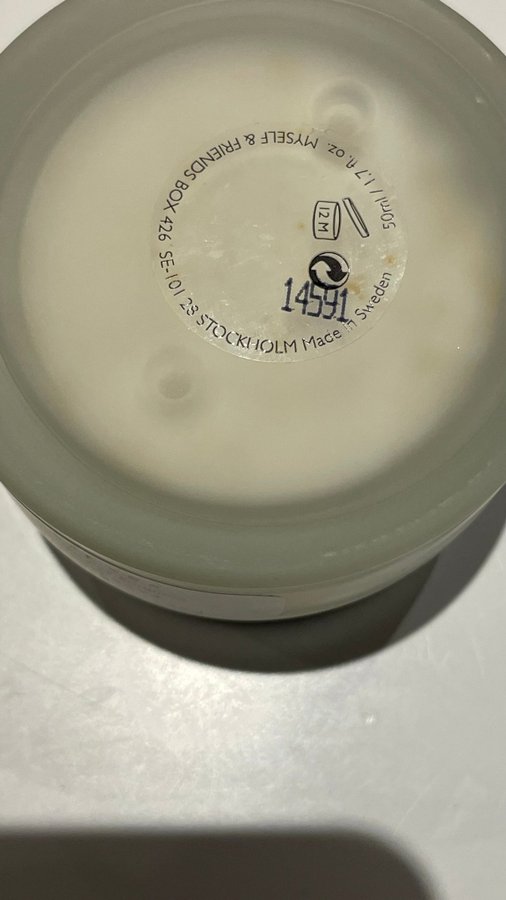 MYSELF & FRIENDS BOX 426 SE-101 28 STOCKHOLM Made in Sweden
50ml / 1.7 fl. oz.
12M
14591